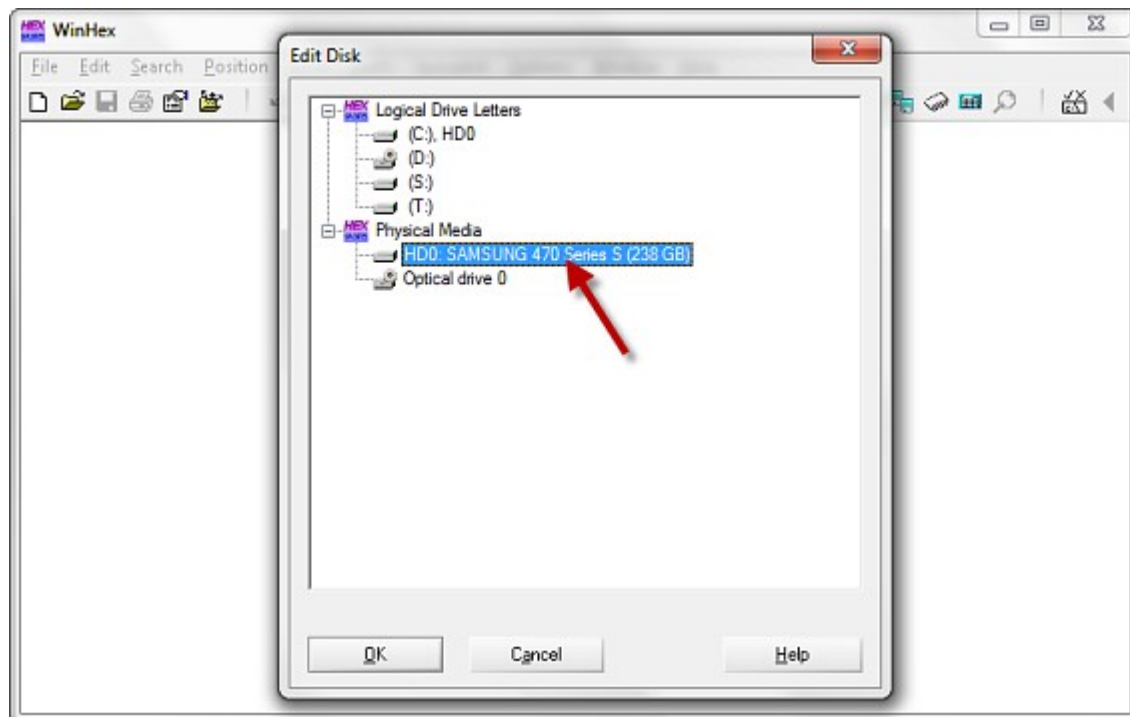 WinHex
Edit Disk
File Edit Search Position
Logical Drive Letters
(C:), HD0
(D:)
(S:)
(T:)
Physical Media
HD0: SAMSUNG 470 Series S (238 GB)
Optical drive 0
OK Cancel Help